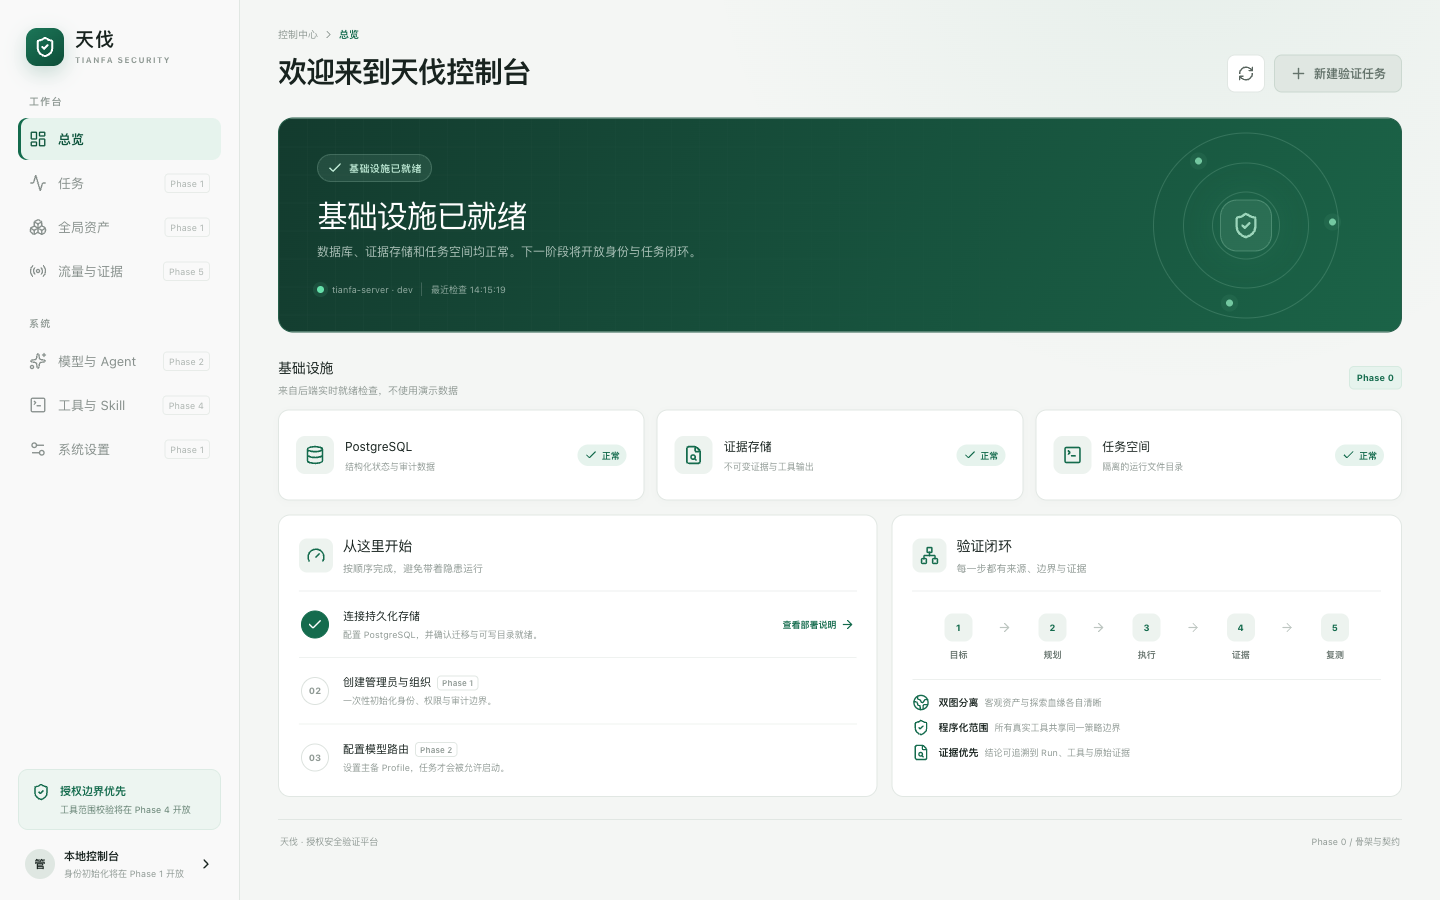 天伐
TIANFA SECURITY
工作台
总览
任务 Phase 1
全局资产 Phase 1
流量与证据 Phase 5
系统
模型与 Agent Phase 2
工具与 Skill Phase 4
系统设置 Phase 1
授权边界优先
工具范围校验将在 Phase 4 开放
管
本地控制台
身份初始化将在 Phase 1 开放
控制中心 > 总览
欢迎来到天伐控制台
新建验证任务
基础设施已就绪
基础设施已就绪
数据库、证据存储和任务空间均正常。下一阶段将开放身份与任务闭环。
tianfa-server · dev
最近检查 14:15:19
基础设施
来自后端实时就绪检查，不使用演示数据
Phase 0
PostgreSQL
结构化状态与审计数据
正常
证据存储
不可变证据与工具输出
正常
任务空间
隔离的运行文件目录
正常
从这里开始
按顺序完成，避免带着隐患运行
连接持久化存储
配置 PostgreSQL，并确认迁移与可写目录就绪。
查看部署说明
02
创建管理员与组织 Phase 1
一次性初始化身份、权限与审计边界。
03
配置模型路由 Phase 2
设置主备 Profile，任务才会被允许启动。
验证闭环
每一步都有来源、边界与证据
1 2 3 4 5
目标 规划 执行 证据 复测
双图分离 客观资产与探索血缘各自清晰
程序化范围 所有真实工具共享同一策略边界
证据优先 结论可追溯到 Run、工具与原始证据
天伐 · 授权安全验证平台
Phase 0 / 骨架与契约